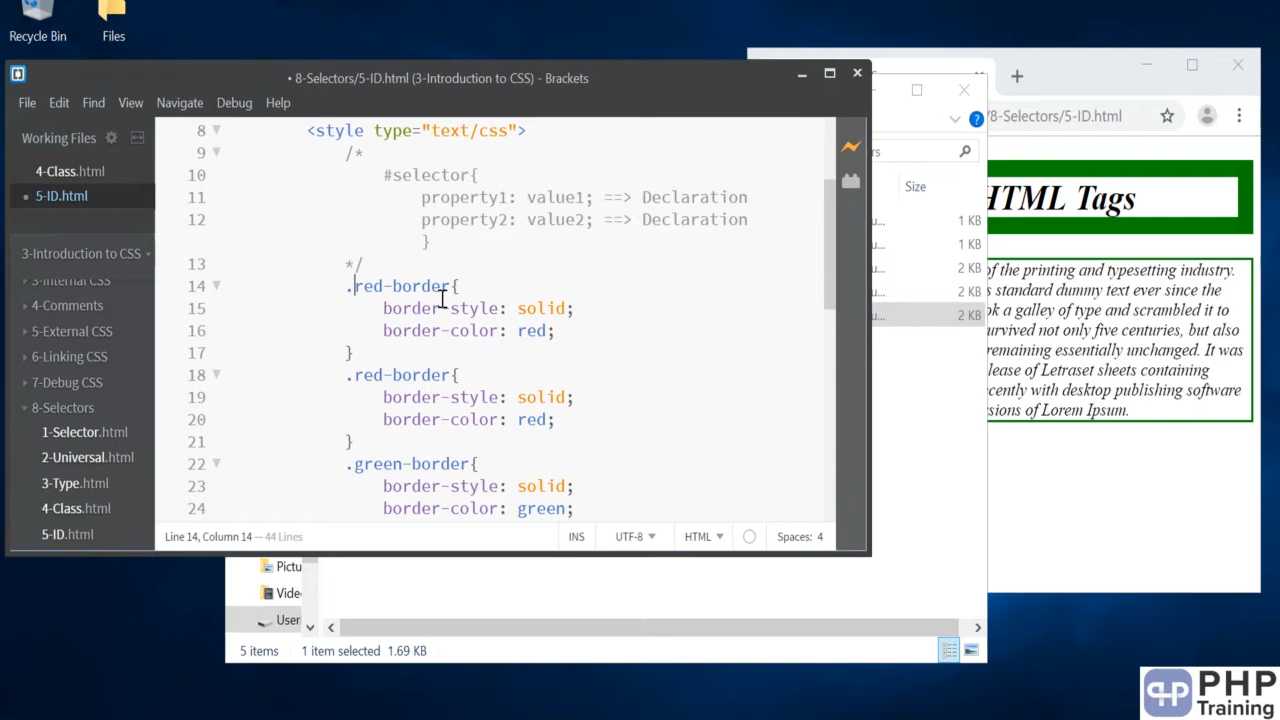 Recycle Bin
Files
• 8-Selectors/5-ID.html (3-Introduction to CSS) - Brackets
File Edit Find View Navigate Debug Help
Working Files
4-Class.html
5-ID.html
3-Introduction to CSS
3-Internal CSS
4-Comments
5-External CSS
6-Linking CSS
7-Debug CSS
8-Selectors
1-Selector.html
2-Universal.html
3-Type.html
4-Class.html
5-ID.html
8 <style type="text/css">
9 /*
10 #selector{
11 property1: value1; ==> Declaration
12 property2: value2; ==> Declaration
}
13 */
14 .red-border{
15 border-style: solid;
16 border-color: red;
17 }
18 .red-border{
19 border-style: solid;
20 border-color: red;
21 }
22 .green-border{
23 border-style: solid;
24 border-color: green;
Line 14, Column 14 — 44 Lines
INS UTF-8 HTML Spaces: 4
/8-Selectors/5-ID.html
Size
1 KB
1 KB
2 KB
2 KB
2 KB
HTML Tags
of the printing and typesetting industry.
s standard dummy text ever since the
ok a galley of type and scrambled it to
urvived not only five centuries, but also
remaining essentially unchanged. It was
lease of Letraset sheets containing
cently with desktop publishing software
sions of Lorem Ipsum.
Pictu
Video
User
5 items 1 item selected 1.69 KB
php
PHP
Training